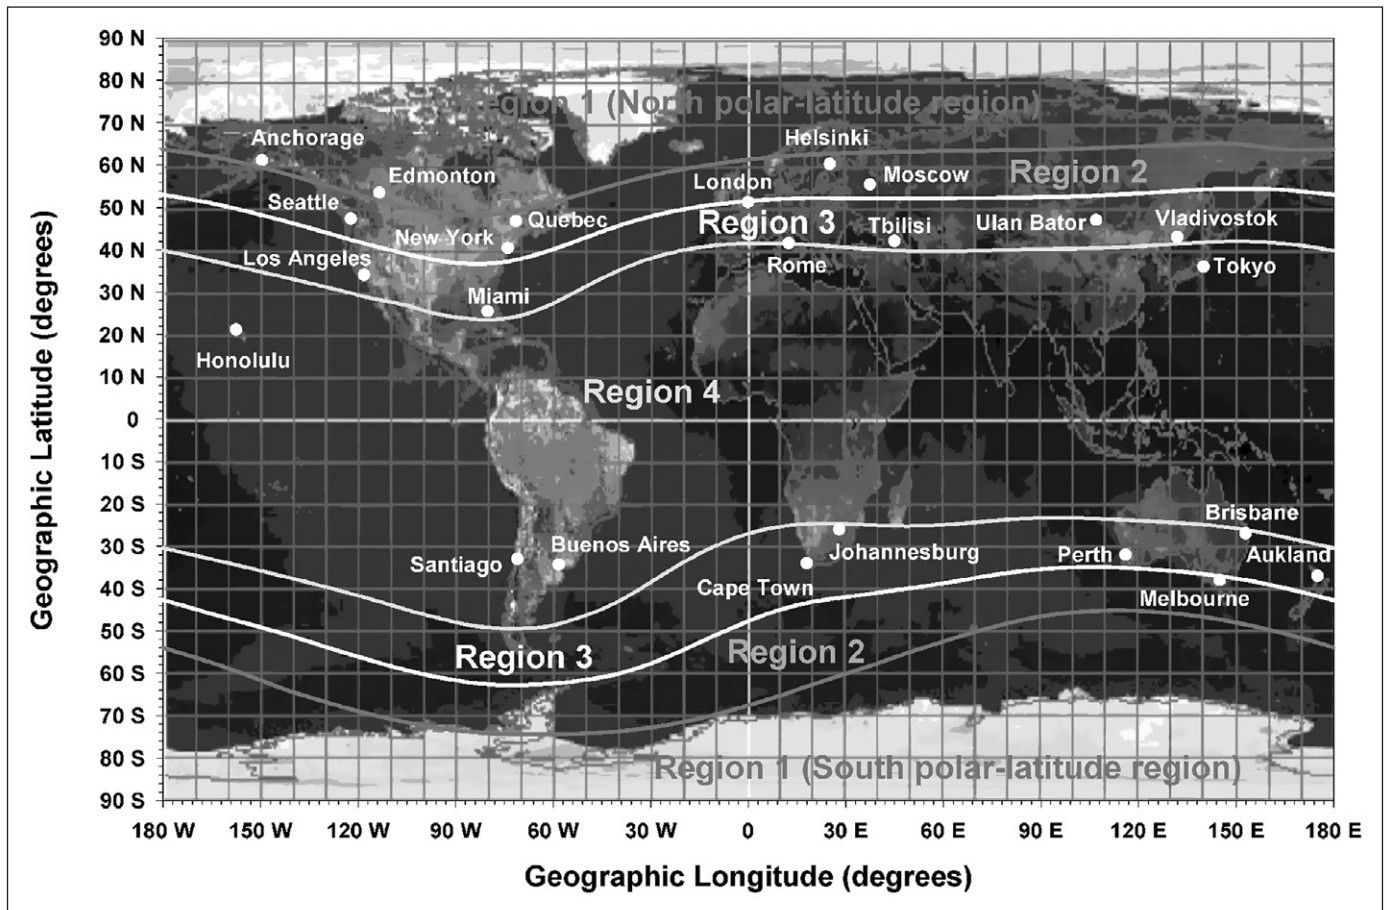 90 N
80 N
70 N
60 N
50 N
40 N
30 N
20 N
10 N
0
10 S
20 S
30 S
40 S
50 S
60 S
70 S
80 S
90 S
Geographic Latitude (degrees)
Region 1 (North polar-latitude region)
Anchorage
Helsinki
Edmonton
Moscow
Region 2
London
Seattle
Quebec
Region 3
Tbilisi
Ulan Bator
Vladivostok
New York
Los Angeles
Rome
Tokyo
Miami
Honolulu
Region 4
Brisbane
Santiago
Buenos Aires
Johannesburg
Perth
Aukland
Cape Town
Melbourne
Region 3
Region 2
Region 1 (South polar-latitude region)
180 W 150 W 120 W 90 W 60 W 30 W 0 30 E 60 E 90 E 120 E 150 E 180 E
Geographic Longitude (degrees)